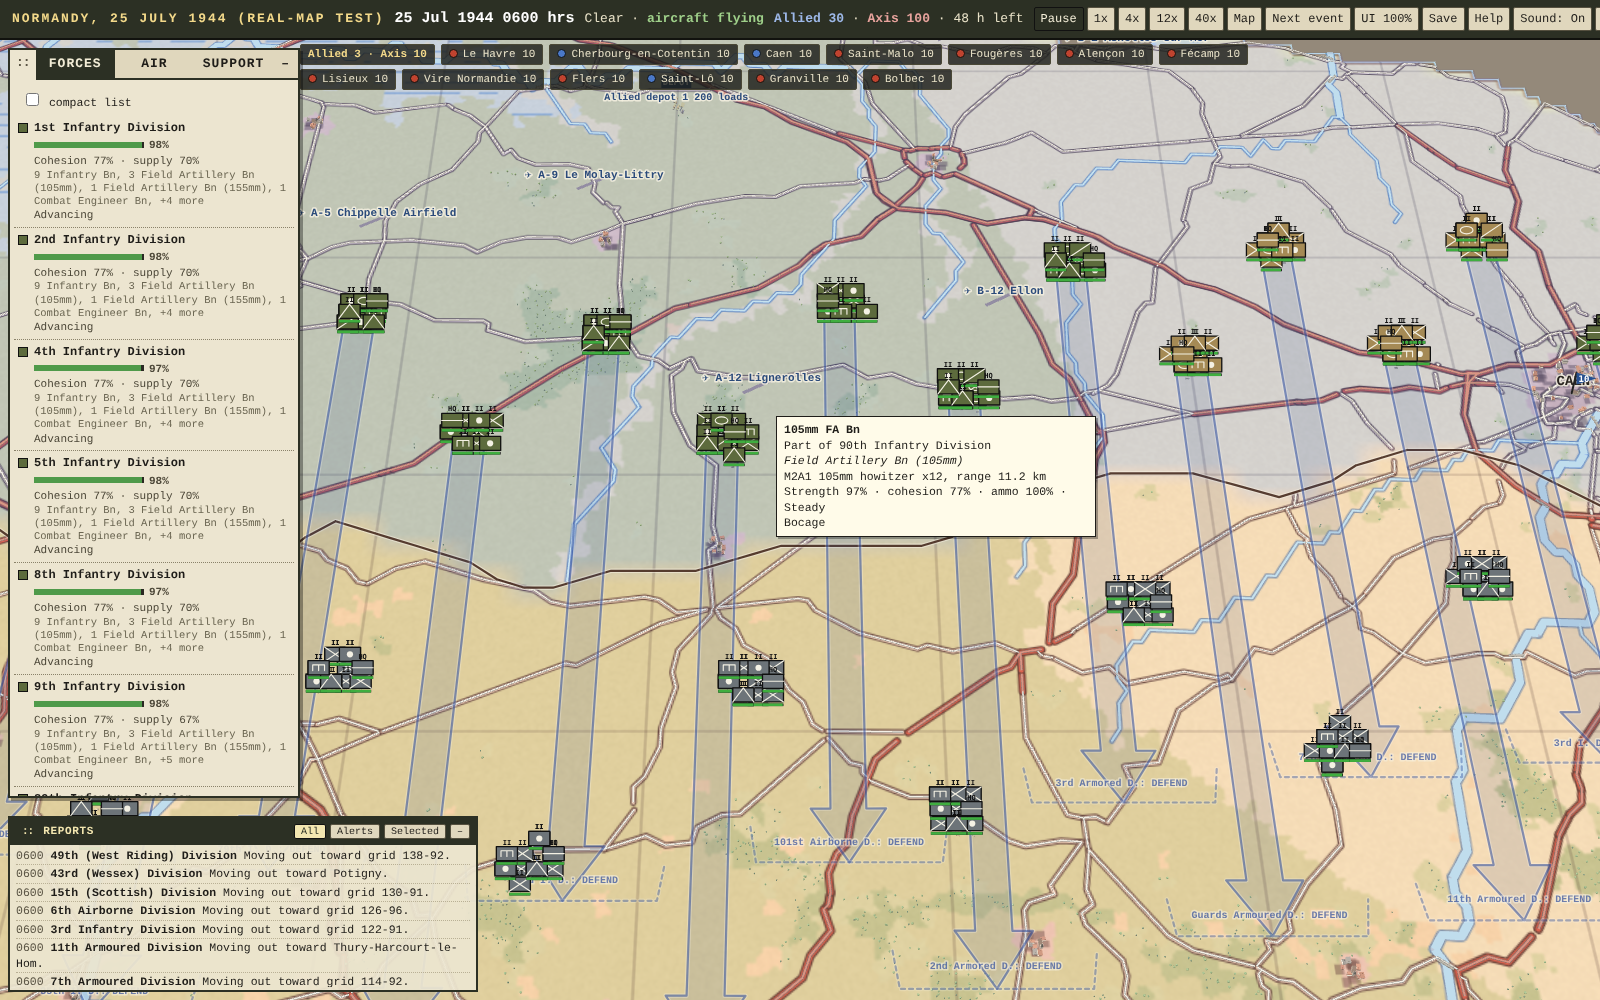 NORMANDY, 25 JULY 1944 (REAL-MAP TEST) 25 Jul 1944 0600 hrs Clear · aircraft flying Allied 30 · Axis 100 · 48 h left Pause 1x 4x 12x 40x Map Next event UI 100% Save Help Sound: On
Allied 3 · Axis 10 Le Havre 10 Cherbourg-en-Cotentin 10 Caen 10 Saint-Malo 10 Fougères 10 Alençon 10 Fécamp 10
Lisieux 10 Vire Normandie 10 Flers 10 Saint-Lô 10 Granville 10 Bolbec 10
:: FORCES AIR SUPPORT –
compact list
1st Infantry Division
98%
Cohesion 77% · supply 70%
9 Infantry Bn, 3 Field Artillery Bn
(105mm), 1 Field Artillery Bn (155mm), 1
Combat Engineer Bn, +4 more
Advancing
2nd Infantry Division
98%
Cohesion 77% · supply 70%
9 Infantry Bn, 3 Field Artillery Bn
(105mm), 1 Field Artillery Bn (155mm), 1
Combat Engineer Bn, +4 more
Advancing
4th Infantry Division
97%
Cohesion 77% · supply 70%
9 Infantry Bn, 3 Field Artillery Bn
(105mm), 1 Field Artillery Bn (155mm), 1
Combat Engineer Bn, +4 more
Advancing
5th Infantry Division
98%
Cohesion 77% · supply 70%
9 Infantry Bn, 3 Field Artillery Bn
(105mm), 1 Field Artillery Bn (155mm), 1
Combat Engineer Bn, +4 more
Advancing
8th Infantry Division
97%
Cohesion 77% · supply 70%
9 Infantry Bn, 3 Field Artillery Bn
(105mm), 1 Field Artillery Bn (155mm), 1
Combat Engineer Bn, +4 more
Advancing
9th Infantry Division
98%
Cohesion 77% · supply 67%
9 Infantry Bn, 3 Field Artillery Bn
(105mm), 1 Field Artillery Bn (155mm), 1
Combat Engineer Bn, +5 more
Advancing
Allied depot 1 200 loads
A-9 Le Molay-Littry
A-5 Chippelle Airfield
B-12 Ellon
A-12 Lignerolles
105mm FA Bn
Part of 90th Infantry Division
Field Artillery Bn (105mm)
M2A1 105mm howitzer x12, range 11.2 km
Strength 97% · cohesion 77% · ammo 100% ·
Steady
Bocage
3rd Armored D.: DEFEND
D.: DEFEND
101st Airborne D.: DEFEND
D.: DEFEND
11th Armoured D.: DEFEND
Guards Armoured D.: DEFEND
2nd Armored D.: DEFEND
:: REPORTS All Alerts Selected –
0600 49th (West Riding) Division Moving out toward grid 138-92.
0600 43rd (Wessex) Division Moving out toward Potigny.
0600 15th (Scottish) Division Moving out toward grid 130-91.
0600 6th Airborne Division Moving out toward grid 126-96.
0600 3rd Infantry Division Moving out toward grid 122-91.
0600 11th Armoured Division Moving out toward Thury-Harcourt-le-
Hom.
0600 7th Armoured Division Moving out toward grid 114-92.